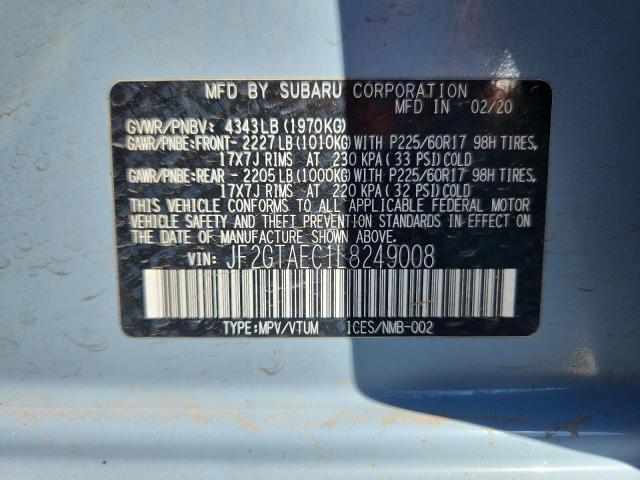 MFD BY SUBARU CORPORATION
MFD IN 02/20
GVWR/PNBV: 4343LB (1970KG)
GAWR/PNBE:FRONT- 2227LB(1010KG)WITH P225/60R17 98H TIRES,
17X7J RIMS AT 230 KPA (33 PSI)COLD
GAWR/PNBE:REAR - 2205LB(1000KG)WITH P225/60R17 98H TIRES,
17X7J RIMS AT 220 KPA (32 PSI)COLD
THIS VEHICLE CONFORMS TO ALL APPLICABLE FEDERAL MOTOR
VEHICLE SAFETY AND THEFT PREVENTION STANDARDS IN EFFECT
ON THE DATE OF MANUFACTURE SHOWN ABOVE.
VIN: JF2GTAEC1L8249008
TYPE:MPV/VTUM 1CES/NMB-002